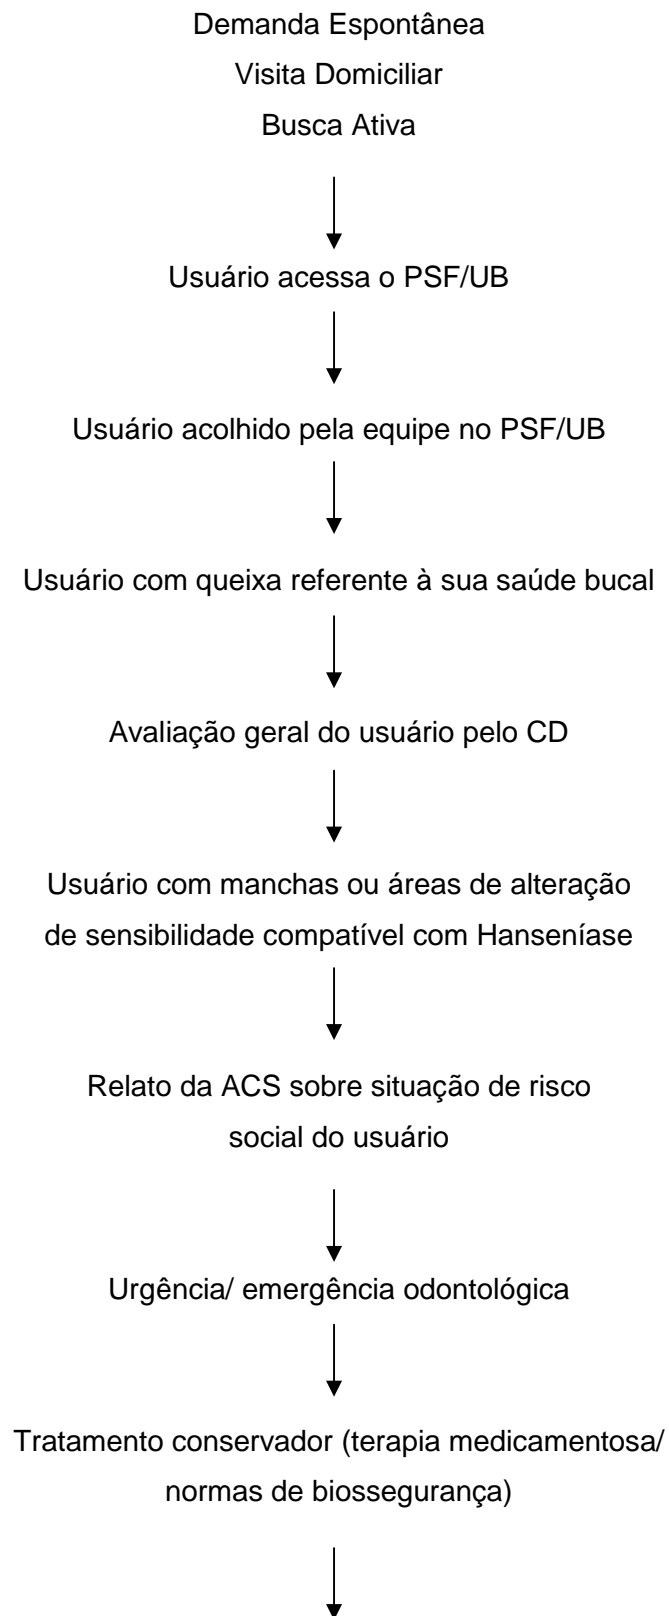 Demanda Espontânea
Visita Domiciliar
Busca Ativa
Usuário acessa o PSF/UB
Usuário acolhido pela equipe no PSF/UB
Usuário com queixa referente à sua saúde bucal
Avaliação geral do usuário pelo CD
Usuário com manchas ou áreas de alteração
de sensibilidade compatível com Hanseníase
Relato da ACS sobre situação de risco
social do usuário
Urgência/ emergência odontológica
Tratamento conservador (terapia medicamentosa/
normas de biossegurança)